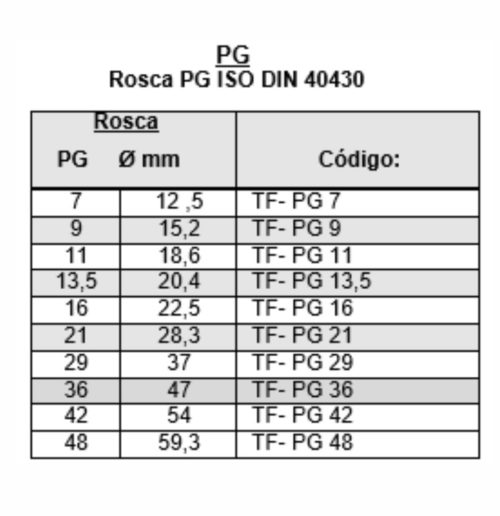 PG
Rosca PG ISO DIN 40430
Rosca
PG Ø mm Código:
7 12 ,5 TF- PG 7
9 15,2 TF- PG 9
11 18,6 TF- PG 11
13,5 20,4 TF- PG 13,5
16 22,5 TF- PG 16
21 28,3 TF- PG 21
29 37 TF- PG 29
36 47 TF- PG 36
42 54 TF- PG 42
48 59,3 TF- PG 48